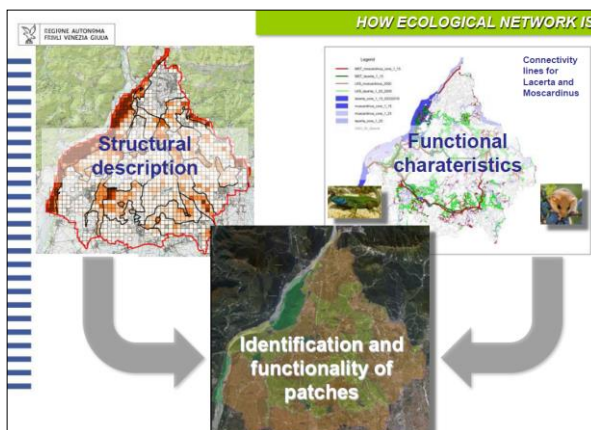 REGIONE AUTONOMA
FRIULI VENEZIA GIULIA
HOW ECOLOGICAL NETWORK IS
Structural
description
Legend
Connectivity
lines for
Lacerta and
Moscardinus
Functional
charateristics
Identification and
functionality of
patches